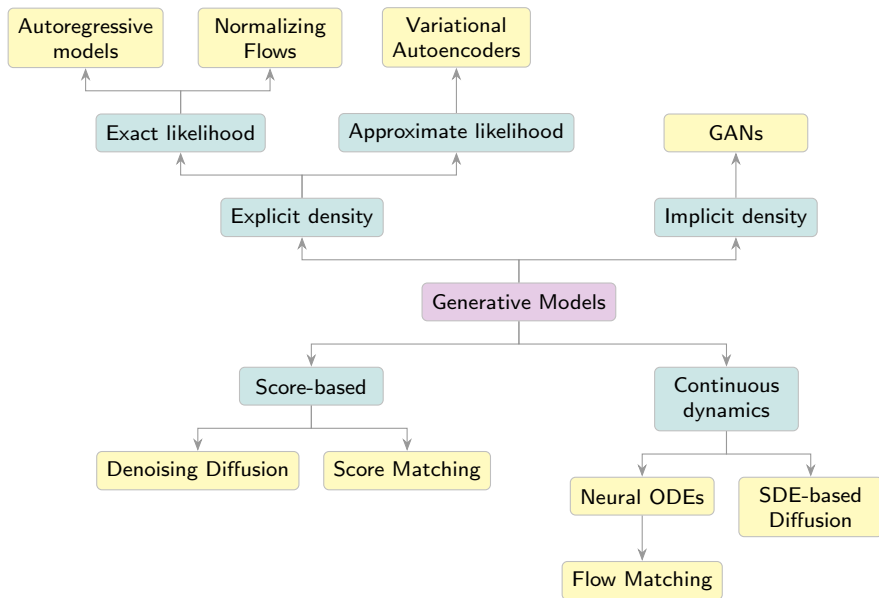 Autoregressive
models
Normalizing
Flows
Variational
Autoencoders
Exact likelihood
Approximate likelihood
GANs
Explicit density
Implicit density
Generative Models
Score-based
Continuous
dynamics
Denoising Diffusion
Score Matching
Neural ODEs
SDE-based
Diffusion
Flow Matching